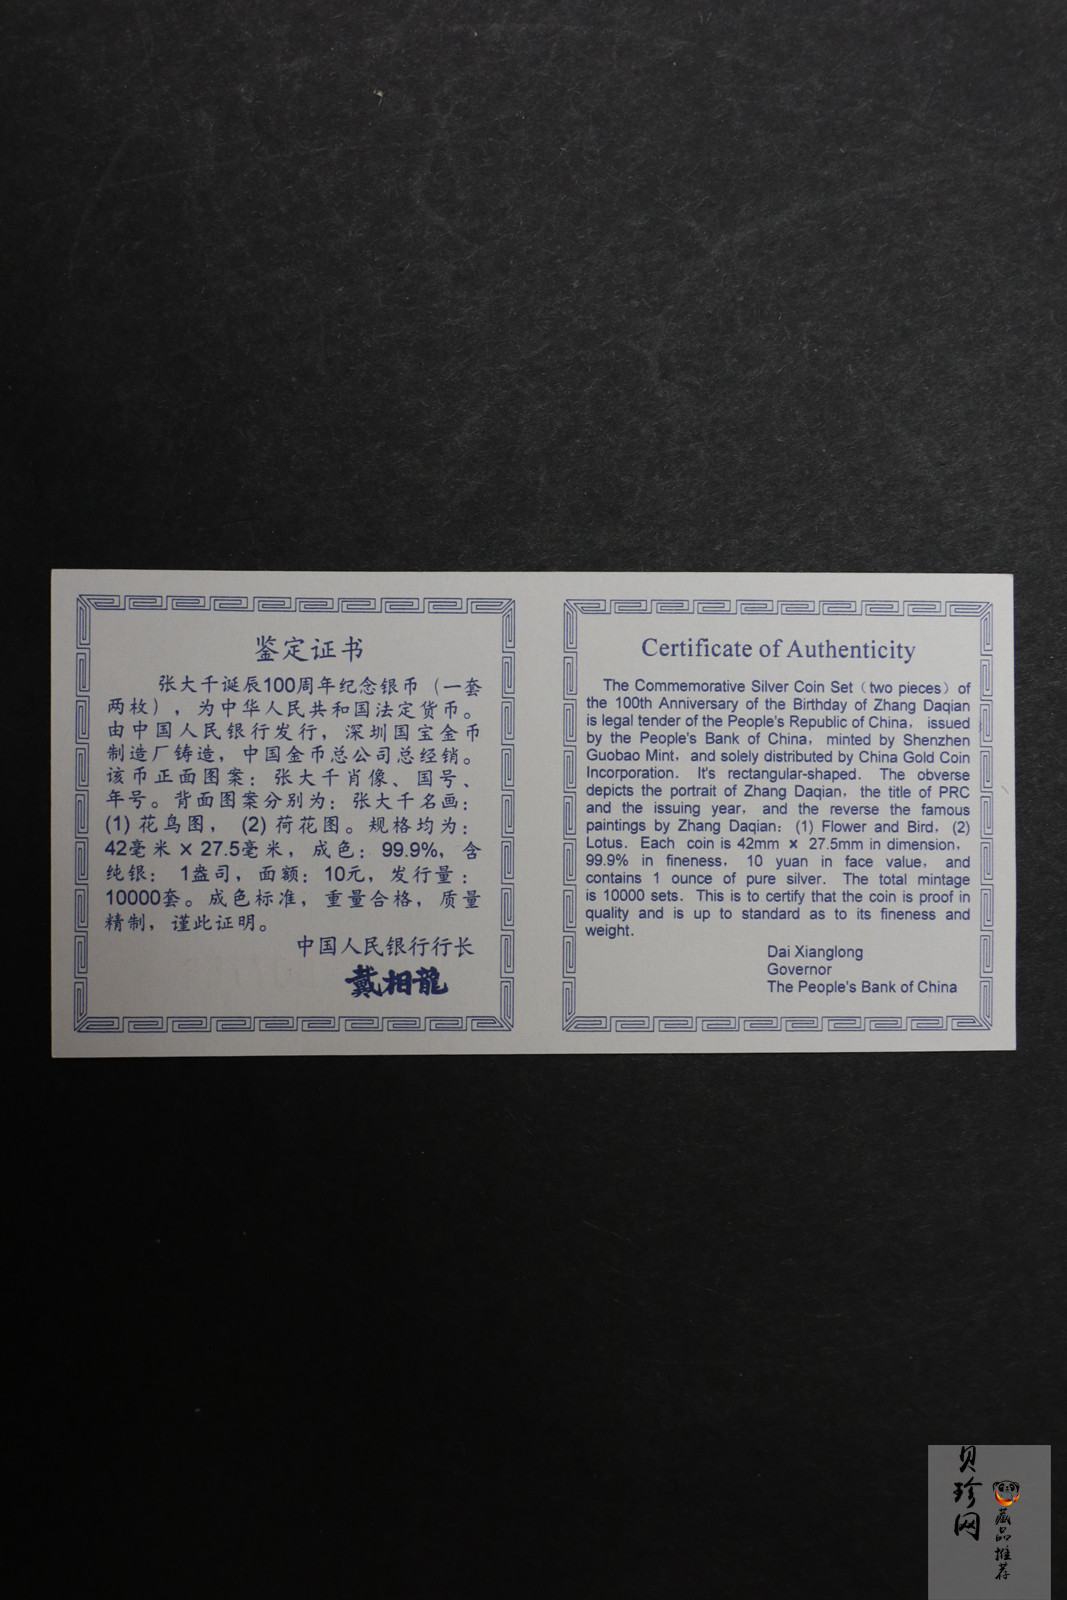 鉴定证书
张大千诞辰100周年纪念银币（一套
两枚），为中华人民共和国法定货币。
由中国人民银行发行，深圳国宝金币
制造厂铸造，中国金币总公司总经销。
该币正面图案：张大千肖像、国号、
年号。背面图案分别为：张大千名画：
(1) 花鸟图， (2) 荷花图。规格均为：
42毫米 × 27.5毫米，成色：99.9%，含
纯银： 1盎司，面额：10元，发行量：
10000套。成色标准，重量合格，质量
精制，谨此证明。
中国人民银行行长
戴相龍
Certificate of Authenticity
The Commemorative Silver Coin Set（two pieces）of
the 100th Anniversary of the Birthday of Zhang Daqian
is legal tender of the People's Republic of China， issued
by the People's Bank of China，minted by Shenzhen
Guobao Mint，and solely distributed by China Gold Coin
Incorporation. It's rectangular-shaped. The obverse
depicts the portrait of Zhang Daqian，the title of PRC
and the issuing year， and the reverse the famous
paintings by Zhang Daqian：(1) Flower and Bird，(2)
Lotus. Each coin is 42mm × 27.5mm in dimension，
99.9% in fineness， 10 yuan in face value， and
contains 1 ounce of pure silver. The total mintage
is 10000 sets. This is to certify that the coin is proof in
quality and is up to standard as to its fineness and
weight.
Dai Xianglong
Governor
The People's Bank of China
贝珍网
藏品推荐